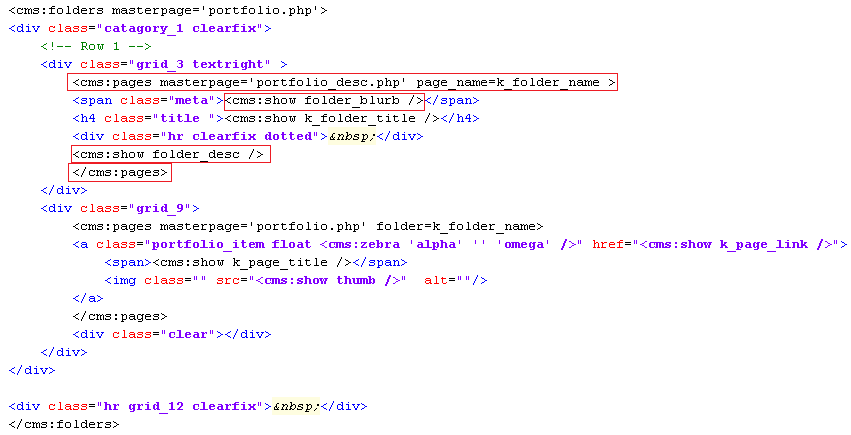 <cms:folders masterpage='portfolio.php'>
<div class="catagory_1 clearfix">
<!-- Row 1 -->
<div class="grid_3 textright" >
<cms:pages masterpage='portfolio_desc.php' page_name=k_folder_name >
<span class="meta"><cms:show folder_blurb /></span>
<h4 class="title "><cms:show k_folder_title /></h4>
<div class="hr clearfix dotted">&nbsp;</div>
<cms:show folder_desc />
</cms:pages>
</div>
<div class="grid_9">
<cms:pages masterpage='portfolio.php' folder=k_folder_name>
<a class="portfolio_item float <cms:zebra 'alpha' '' 'omega' />" href="<cms:show k_page_link />">
<span><cms:show k_page_title /></span>
<img class="" src="<cms:show thumb />"  alt=""/>
</a>
</cms:pages>
<div class="clear"></div>
</div>
</div>
<div class="hr grid_12 clearfix">&nbsp;</div>
</cms:folders>